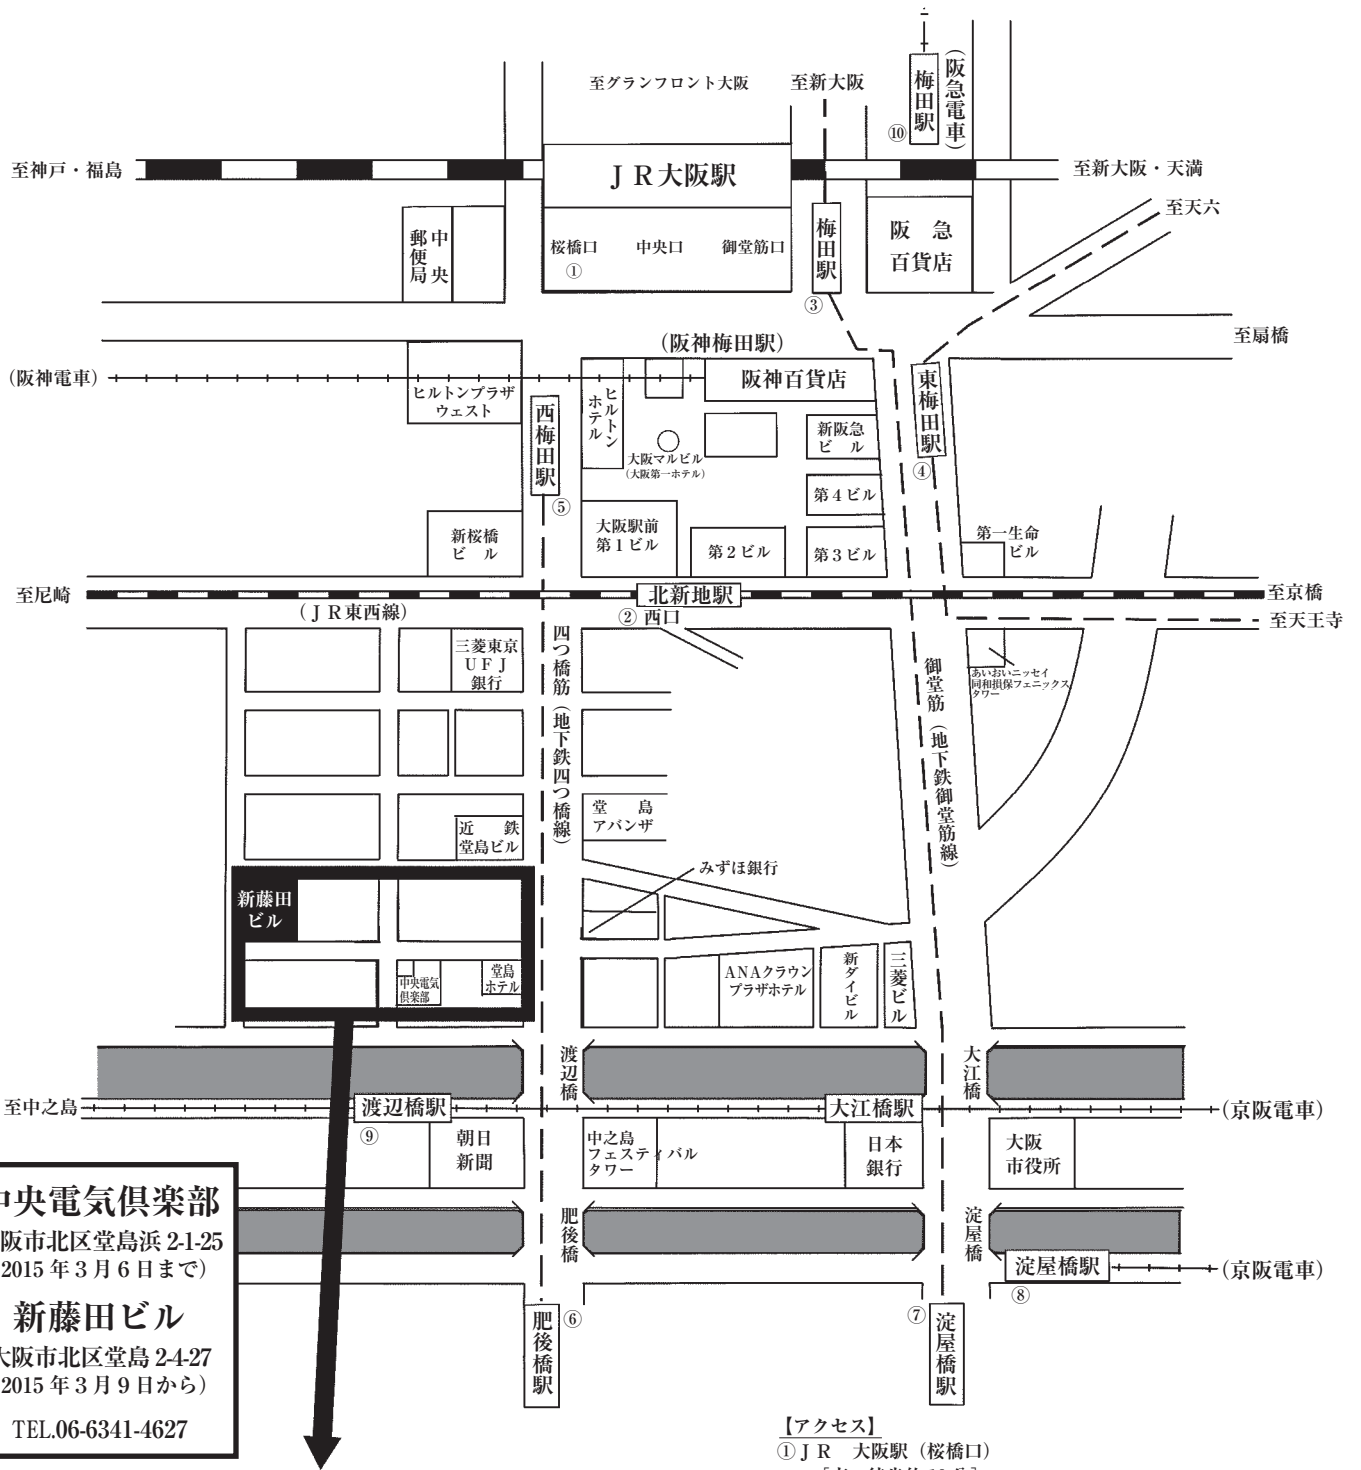 至グランフロント大阪
至新大阪
梅田駅
(阪急電車)
⑩
至神戸・福島
ＪＲ大阪駅
至新大阪・天満
至天六
中央
郵便局
桜橋口
中央口
御堂筋口
①
梅田駅
③
阪急
百貨店
至扇橋
(阪神梅田駅)
(阪神電車)
阪神百貨店
ヒルトンプラザ
ウェスト
ヒルトン
ホテル
西梅田駅
⑤
大阪マルビル
(大阪第一ホテル)
新阪急
ビル
東梅田駅
④
第４ビル
新桜橋
ビル
大阪駅前
第１ビル
第２ビル
第３ビル
第一生命
ビル
至尼崎
(ＪＲ東西線)
北新地駅
② 西口
至京橋
至天王寺
三菱東京
ＵＦＪ
銀行
四つ橋筋（地下鉄四つ橋線）
御堂筋（地下鉄御堂筋線）
あいおいニッセイ
同和損保フェニックス
タワー
近鉄
堂島ビル
堂島
アバンザ
みずほ銀行
新藤田
ビル
中央電気
倶楽部
堂島
ホテル
ANAクラウン
プラザホテル
新ダイビル
三菱ビル
渡辺橋
大江橋
至中之島
渡辺橋駅
大江橋駅
(京阪電車)
⑨
朝日
新聞
中之島
フェスティバル
タワー
日本
銀行
大阪
市役所
肥後橋
淀屋橋
淀屋橋駅
(京阪電車)
⑧
⑥
肥後橋駅
⑦
淀屋橋駅
中央電気倶楽部
阪市北区堂島浜 2-1-25
2015 年 3 月 6 日まで）
新藤田ビル
大阪市北区堂島 2-4-27
2015 年 3 月 9 日から）
TEL.06-6341-4627
【アクセス】
①ＪＲ　大阪駅（桜橋口）